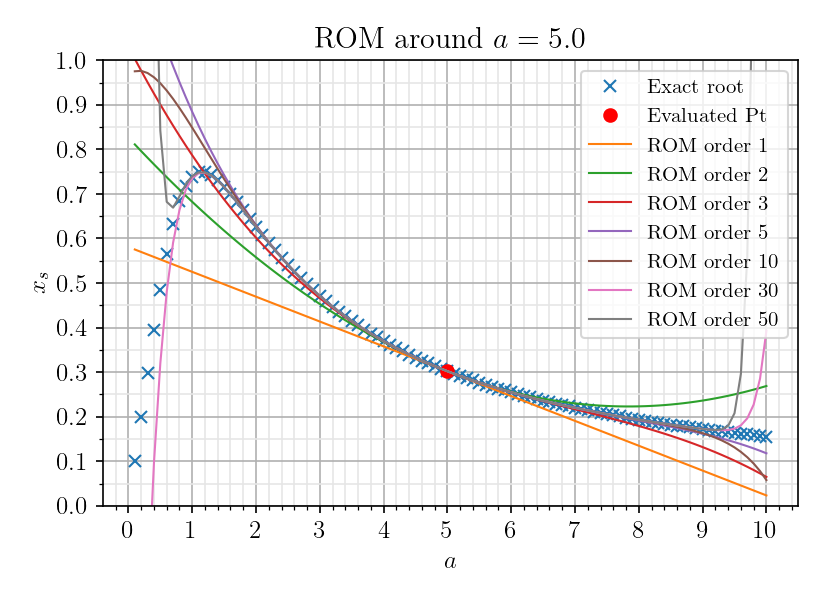 ROM around a = 5.0
1.0
0.9
0.8
0.7
0.6
0.5
0.4
0.3
0.2
0.1
0.0
x_s
Exact root
Evaluated Pt
ROM order 1
ROM order 2
ROM order 3
ROM order 5
ROM order 10
ROM order 30
ROM order 50
0 1 2 3 4 5 6 7 8 9 10
a